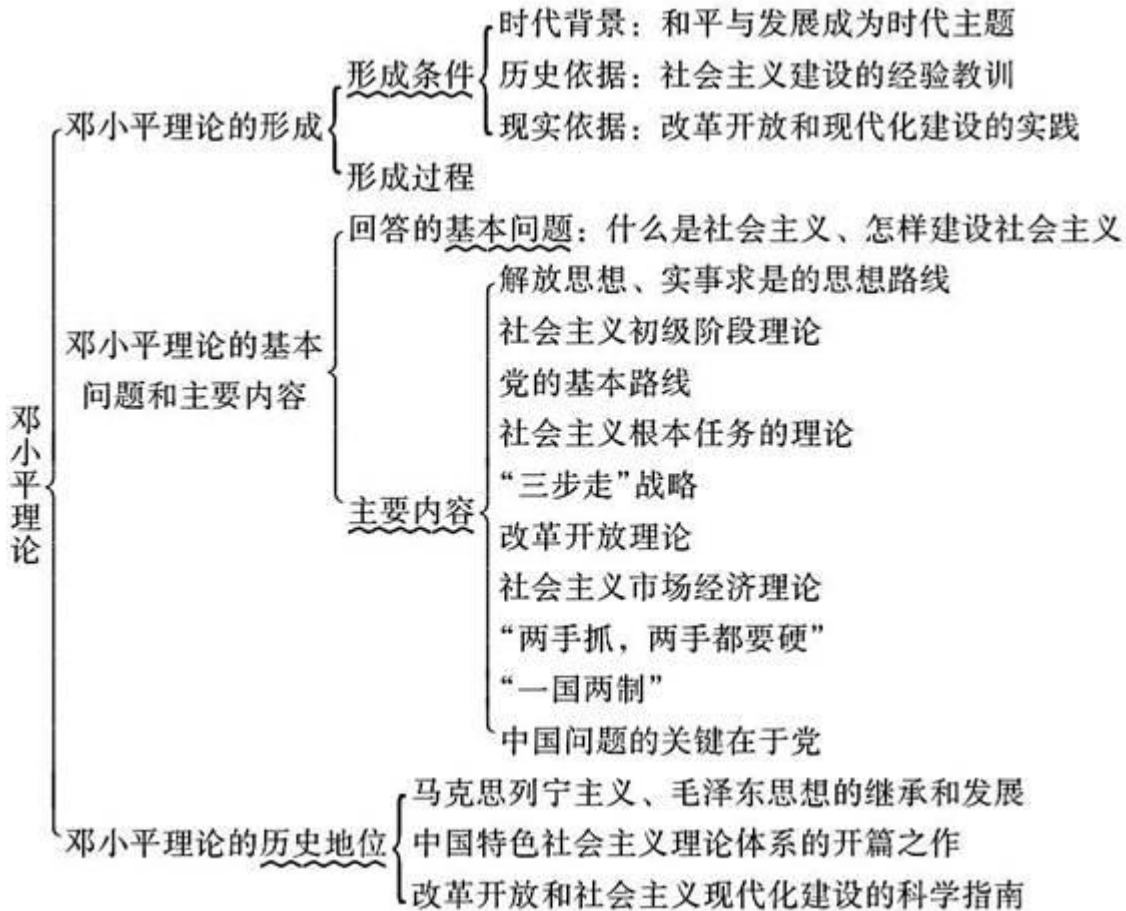 邓小平理论
邓小平理论的形成
形成条件
时代背景：和平与发展成为时代主题
历史依据：社会主义建设的经验教训
现实依据：改革开放和现代化建设的实践
形成过程
邓小平理论的基本
问题和主要内容
回答的基本问题：什么是社会主义、怎样建设社会主义
主要内容
解放思想、实事求是的思想路线
社会主义初级阶段理论
党的基本路线
社会主义根本任务的理论
“三步走”战略
改革开放理论
社会主义市场经济理论
“两手抓，两手都要硬”
“一国两制”
中国问题的关键在于党
邓小平理论的历史地位
马克思列宁主义、毛泽东思想的继承和发展
中国特色社会主义理论体系的开篇之作
改革开放和社会主义现代化建设的科学指南